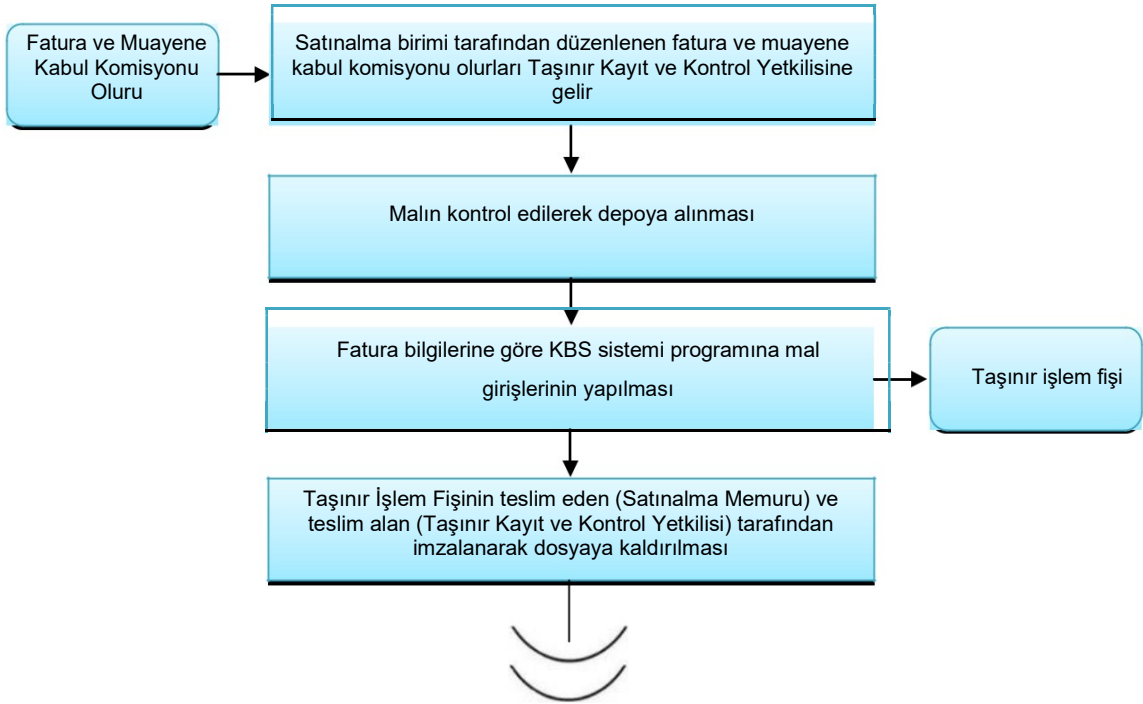 Fatura ve Muayene
Kabul Komisyonu
Oluru
Satınalma birimi tarafından düzenlenen fatura ve muayene
kabul komisyonu olurları Taşınır Kayıt ve Kontrol Yetkilisine
gelir
Malın kontrol edilerek depoya alınması
Fatura bilgilerine göre KBS sistemi programına mal
girişlerinin yapılması
Taşınır işlem fişi
Taşınır İşlem Fişinin teslim eden (Satınalma Memuru) ve
teslim alan (Taşınır Kayıt ve Kontrol Yetkilisi) tarafından
imzalanarak dosyaya kaldırılması